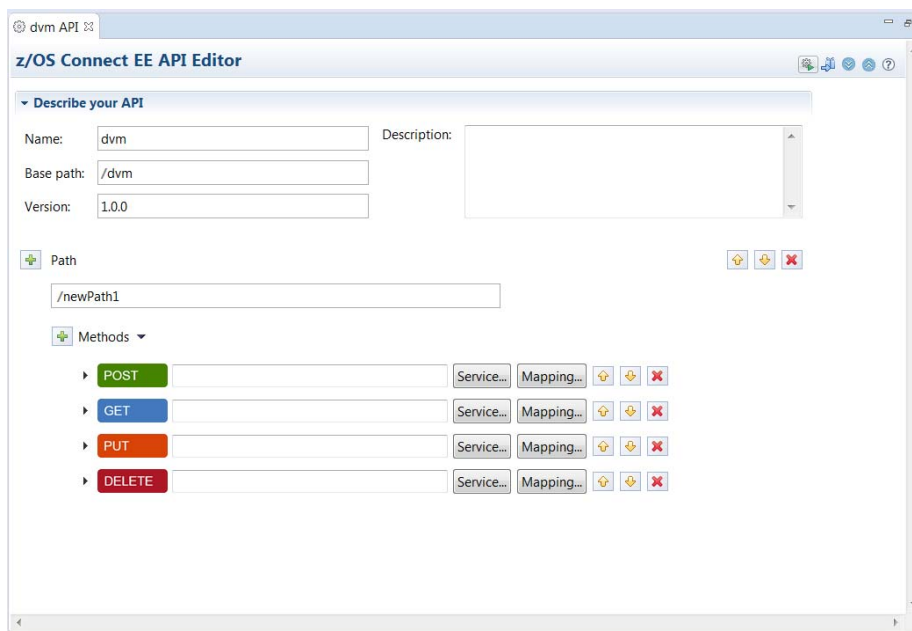 dvm API
z/OS Connect EE API Editor
?
Describe your API
Name: dvm Description:
Base path: /dvm
Version: 1.0.0
Path
/newPath1
Methods
POST Service... Mapping...
GET Service... Mapping...
PUT Service... Mapping...
DELETE Service... Mapping...